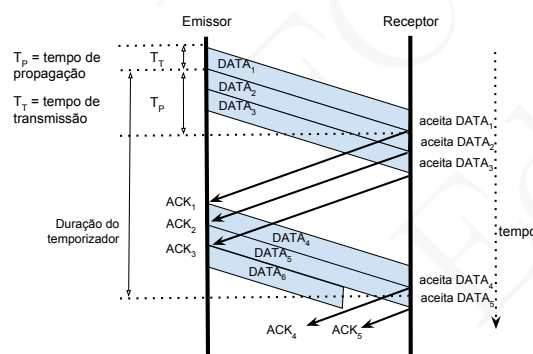 Emissor
Receptor
T_P = tempo de
propagação
T_T = tempo de
transmissão
T_T
T_P
DATA_1
DATA_2
DATA_3
aceita DATA_1
aceita DATA_2
aceita DATA_3
Duração do
temporizador
ACK_1
ACK_2
ACK_3
DATA_4
DATA_5
DATA_6
tempo
aceita DATA_4
aceita DATA_5
ACK_4
ACK_5